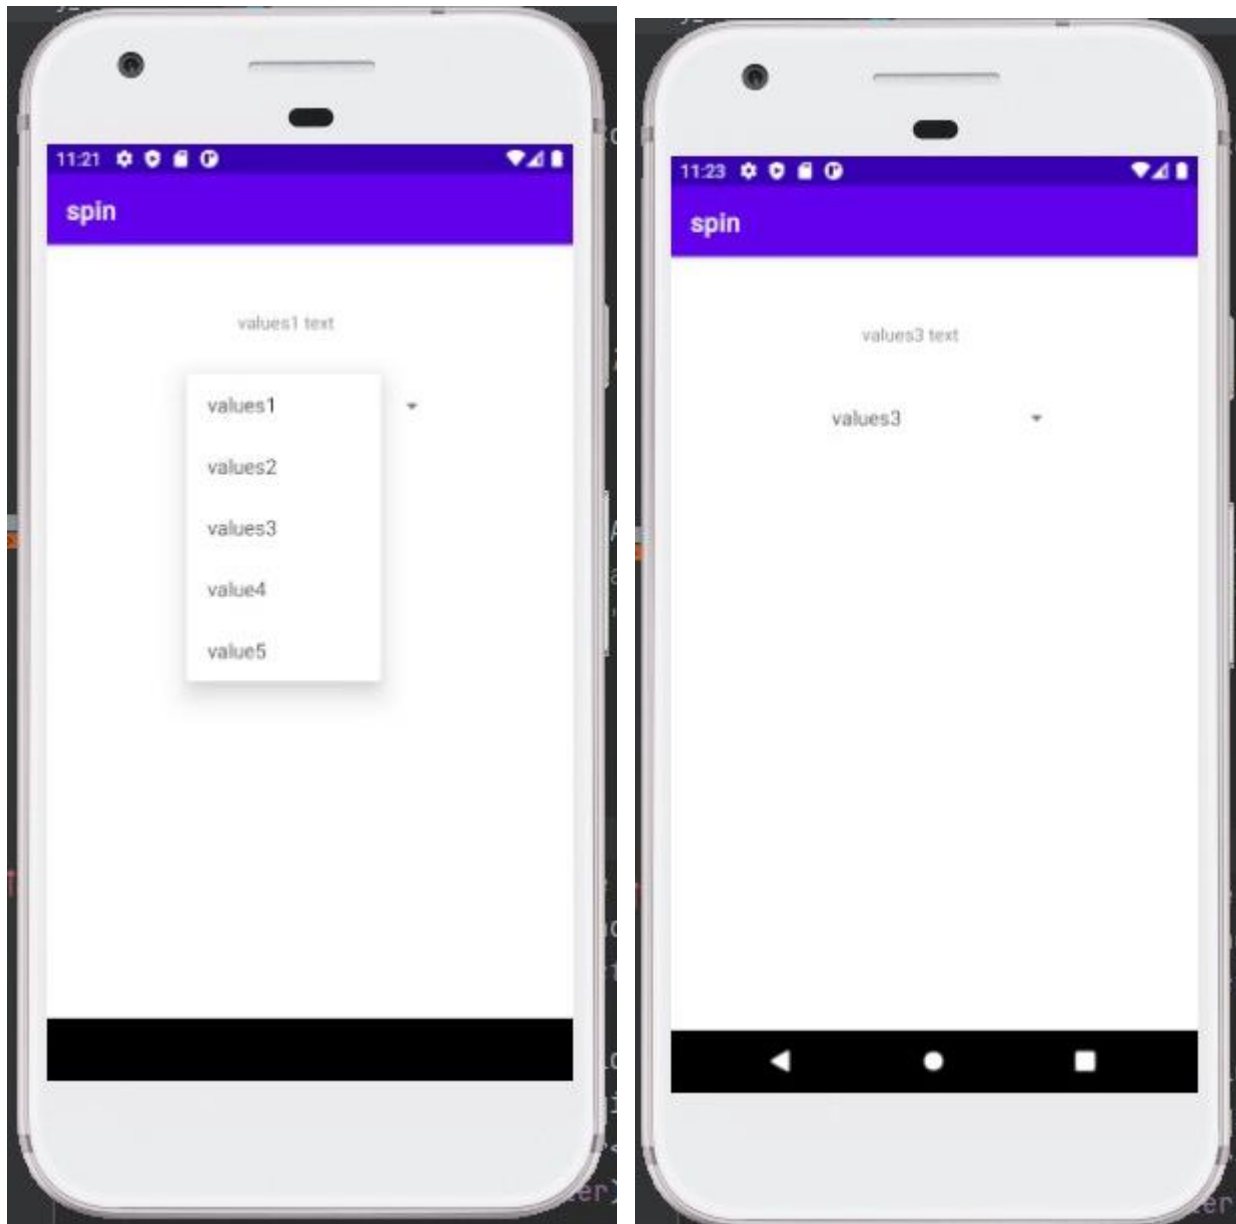 11:21
spin
values1 text
values1
values2
values3
value4
value5
11:23
spin
values3 text
values3